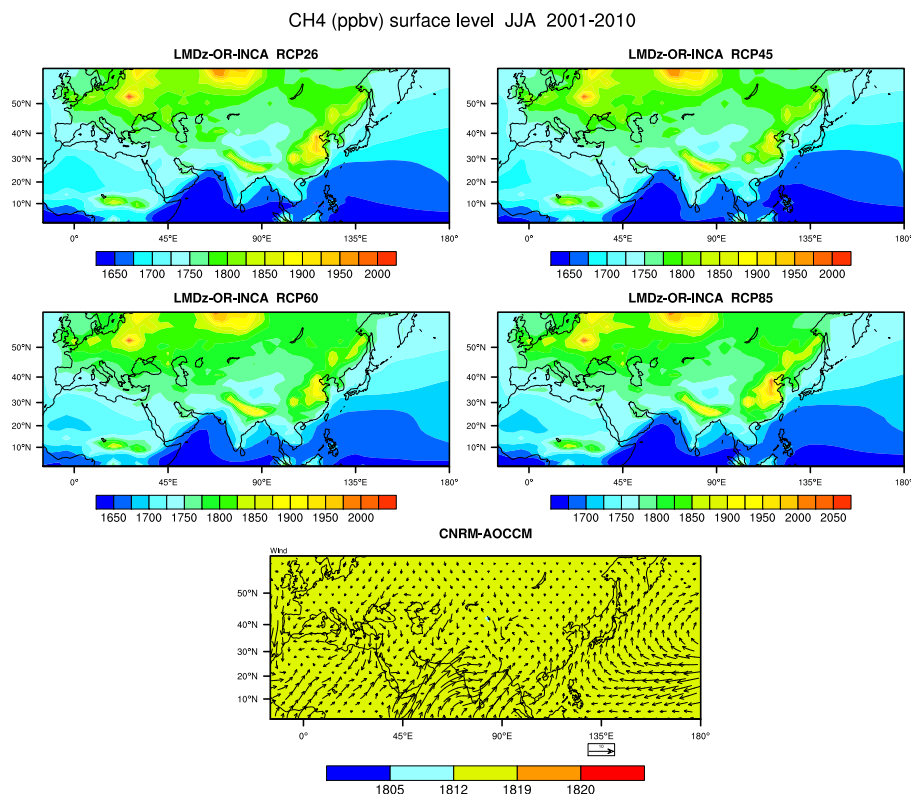 CH4 (ppbv) surface level JJA 2001-2010
LMDz-OR-INCA RCP26
LMDz-OR-INCA RCP45
50°N
40°N
30°N
20°N
10°N
50°N
40°N
30°N
20°N
10°N
0° 45°E 90°E 135°E 180°
0° 45°E 90°E 135°E 180°
1650 1700 1750 1800 1850 1900 1950 2000
1650 1700 1750 1800 1850 1900 1950 2000
LMDz-OR-INCA RCP60
LMDz-OR-INCA RCP85
50°N
40°N
30°N
20°N
10°N
50°N
40°N
30°N
20°N
10°N
0° 45°E 90°E 135°E 180°
0° 45°E 90°E 135°E 180°
1650 1700 1750 1800 1850 1900 1950 2000
1700 1750 1800 1850 1900 1950 2000 2050
CNRM-AOCCM
Wind
50°N
40°N
30°N
20°N
10°N
0° 45°E 90°E 135°E 180°
10
1805 1812 1819 1820